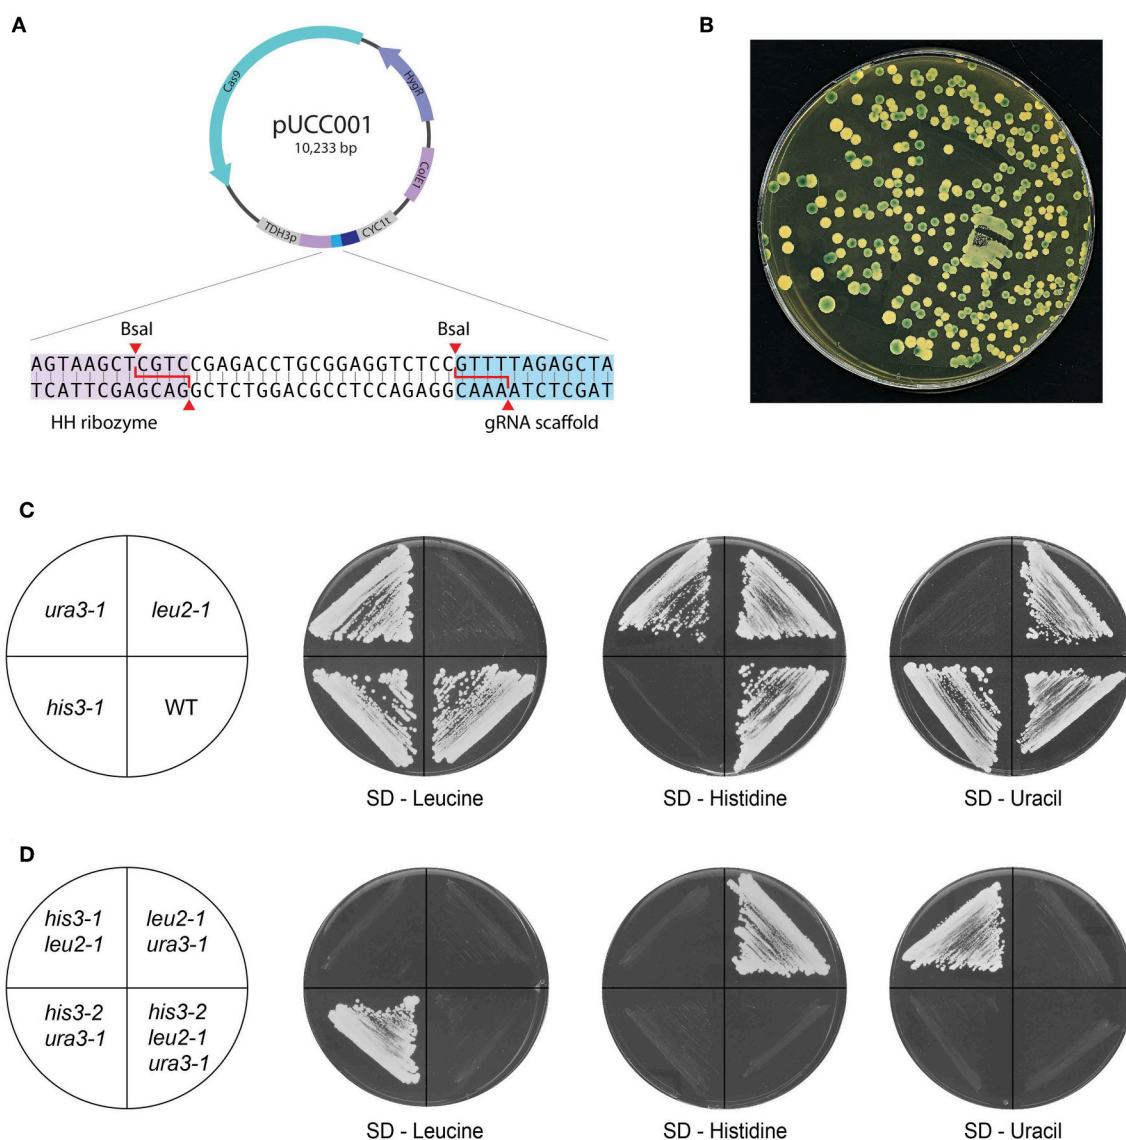 A
B
Cas9
HygR
pUCC001
10,233 bp
ColE1
TDH3p
CYC1t
BsaI
BsaI
AGTAAGCTCGTCCGAGACCTGCGGAGGTCTCCGTTTTAGAGCTA
TCATTCGAGCAGGCTCTGGACGCCTCCAGAGGCAAAATCTCGAT
HH ribozyme
gRNA scaffold
C
ura3-1
leu2-1
his3-1
WT
SD - Leucine
SD - Histidine
SD - Uracil
D
his3-1
leu2-1
leu2-1
ura3-1
his3-2
ura3-1
his3-2
leu2-1
ura3-1
SD - Leucine
SD - Histidine
SD - Uracil